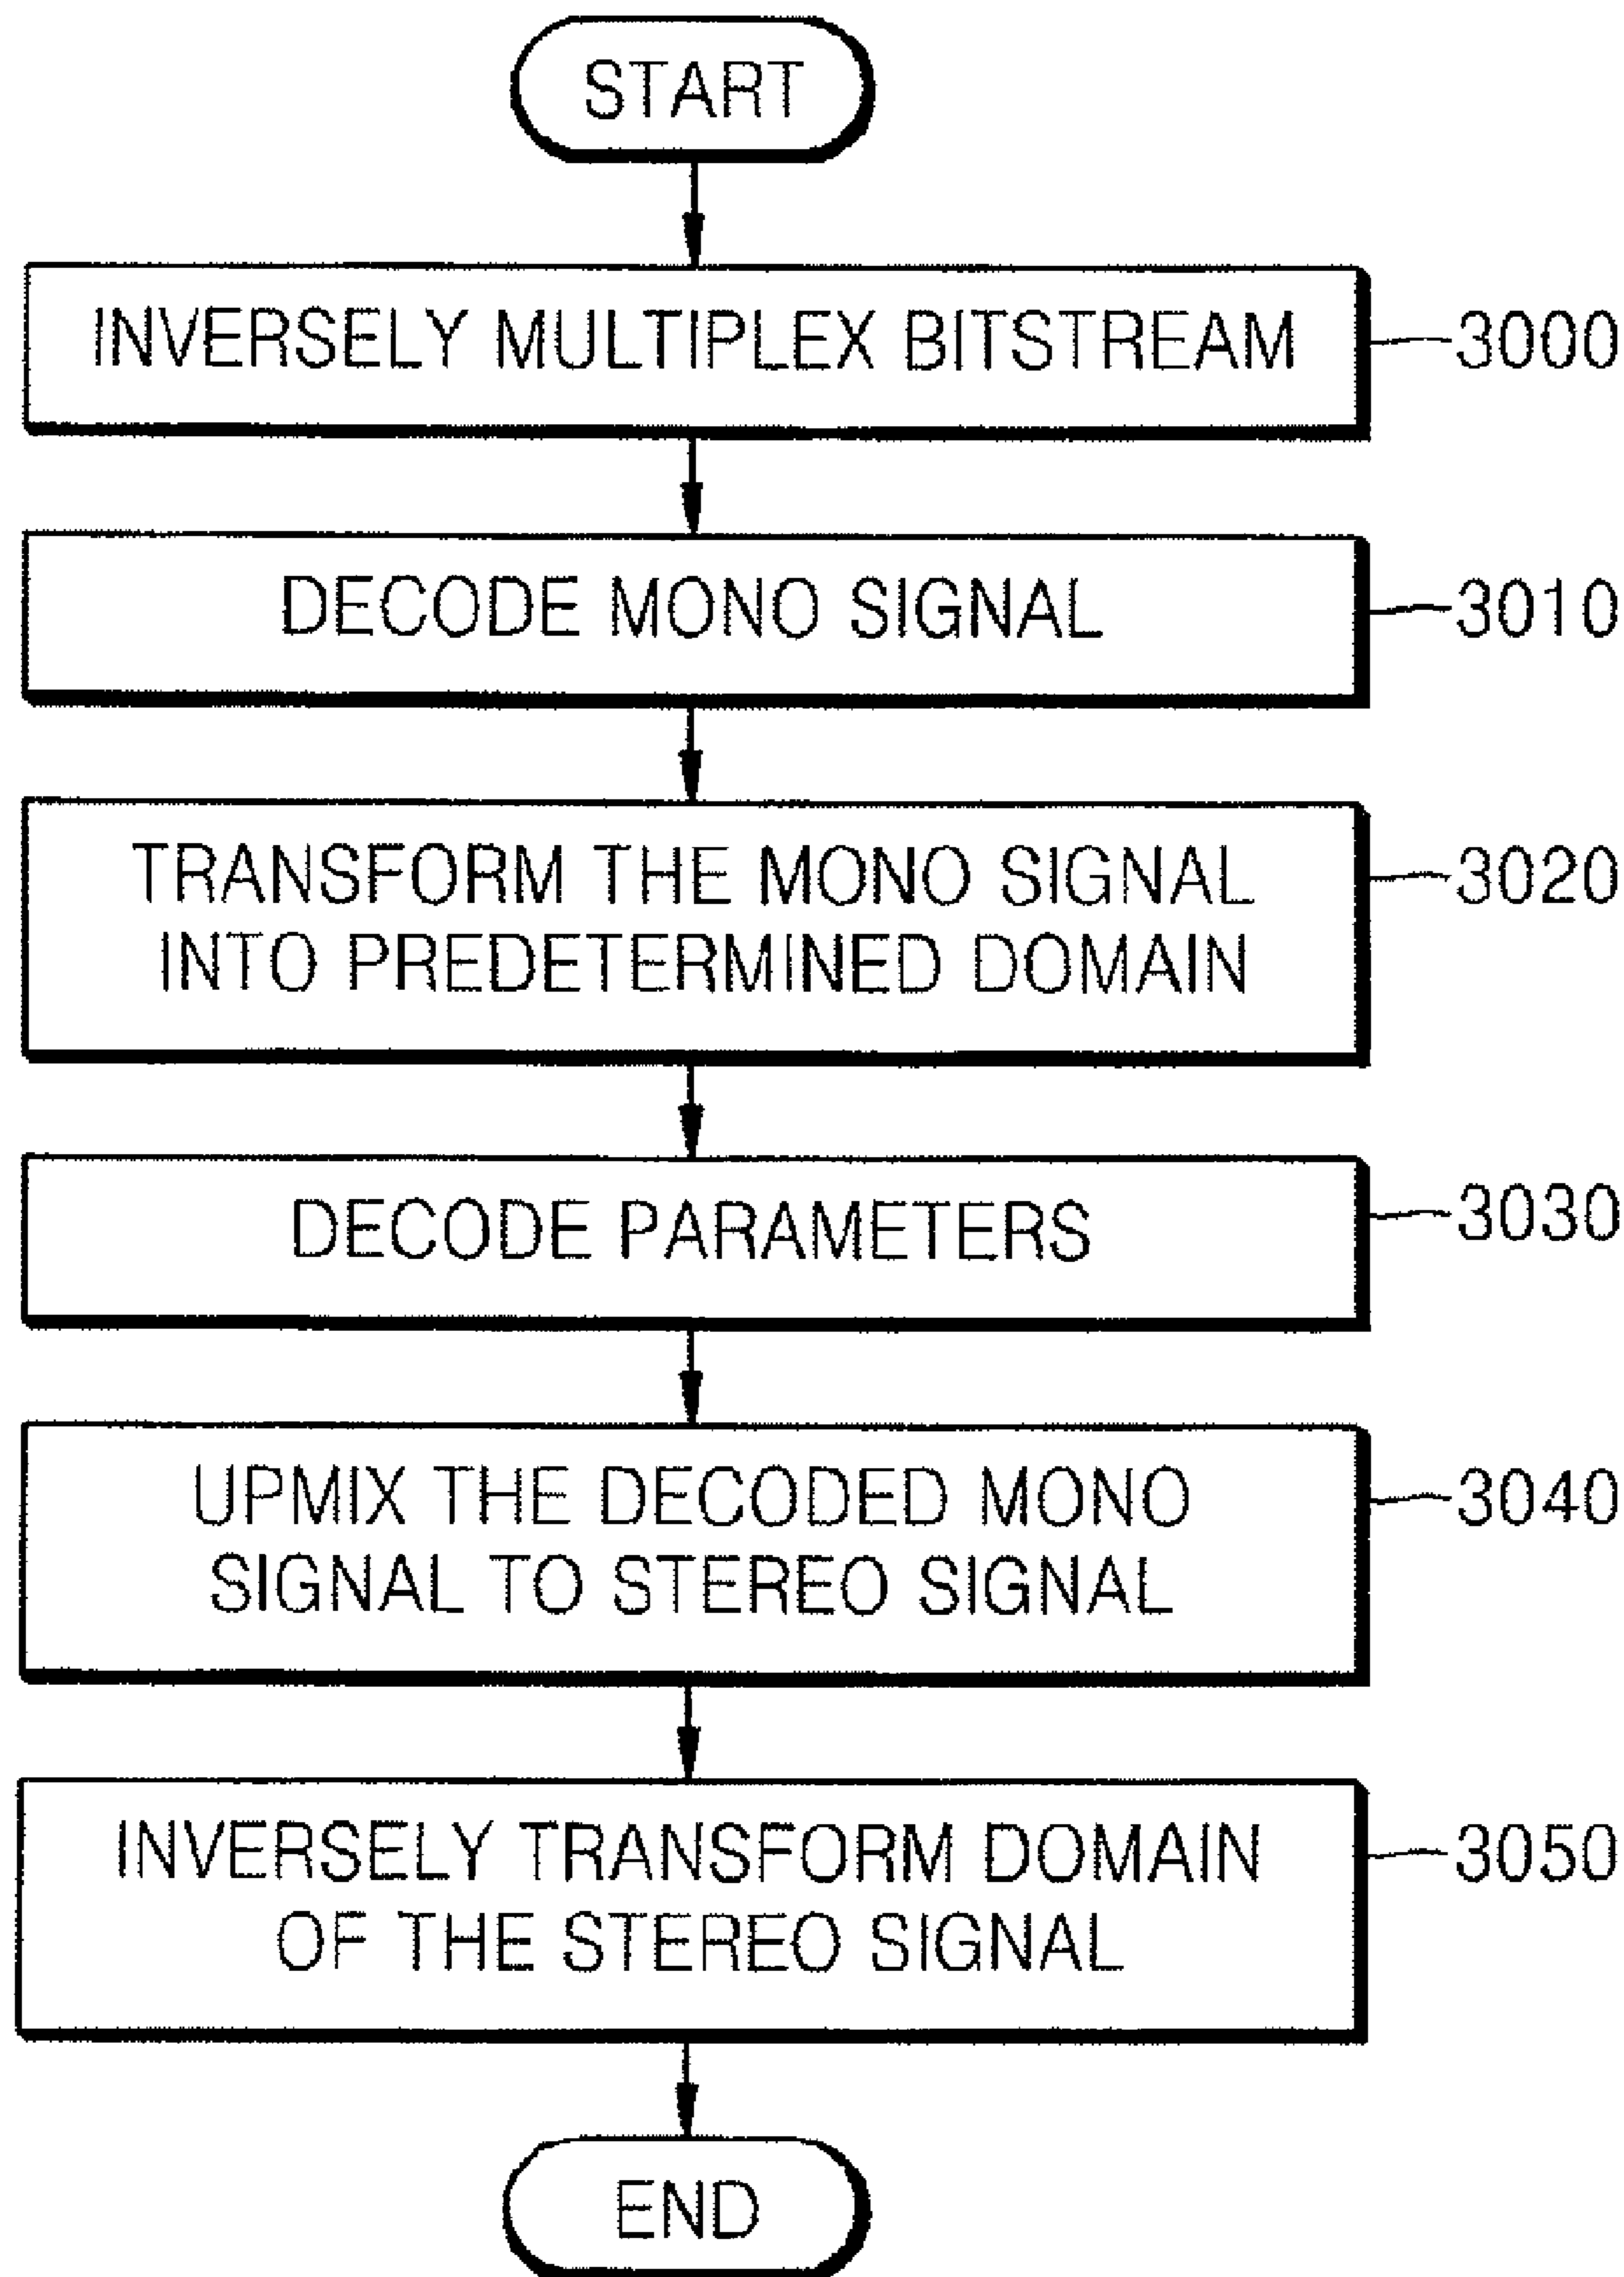 START
INVERSELY MULTIPLEX BITSTREAM
3000
DECODE MONO SIGNAL
3010
TRANSFORM THE MONO SIGNAL
INTO PREDETERMINED DOMAIN
3020
DECODE PARAMETERS
3030
UPMIX THE DECODED MONO
SIGNAL TO STEREO SIGNAL
3040
INVERSELY TRANSFORM DOMAIN
OF THE STEREO SIGNAL
3050
END